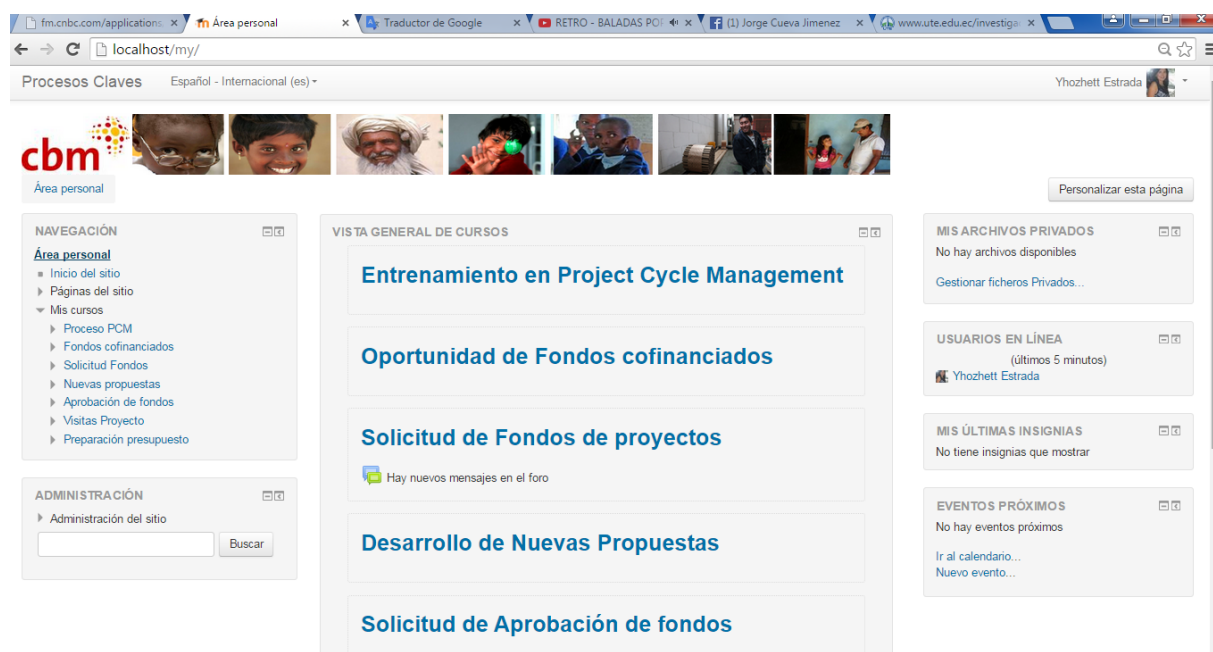 fm.cnbc.com/applications.
Área personal
Traductor de Google
RETRO - BALADAS POP
(1) Jorge Cueva Jimenez
www.ute.edu.ec/investiga
localhost/my/
Procesos Claves
Español - Internacional (es)
Yhozhett Estrada
cbm
Área personal
Personalizar esta página
NAVEGACIÓN
Área personal
Inicio del sitio
Páginas del sitio
Mis cursos
Proceso PCM
Fondos cofinanciados
Solicitud Fondos
Nuevas propuestas
Aprobación de fondos
Visitas Proyecto
Preparación presupuesto
ADMINISTRACIÓN
Administración del sitio
Buscar
VISTA GENERAL DE CURSOS
Entrenamiento en Project Cycle Management
Oportunidad de Fondos cofinanciados
Solicitud de Fondos de proyectos
Hay nuevos mensajes en el foro
Desarrollo de Nuevas Propuestas
Solicitud de Aprobación de fondos
MIS ARCHIVOS PRIVADOS
No hay archivos disponibles
Gestionar ficheros Privados...
USUARIOS EN LÍNEA
(últimos 5 minutos)
Yhozhett Estrada
MIS ÚLTIMAS INSIGNIAS
No tiene insignias que mostrar
EVENTOS PRÓXIMOS
No hay eventos próximos
Ir al calendario...
Nuevo evento...